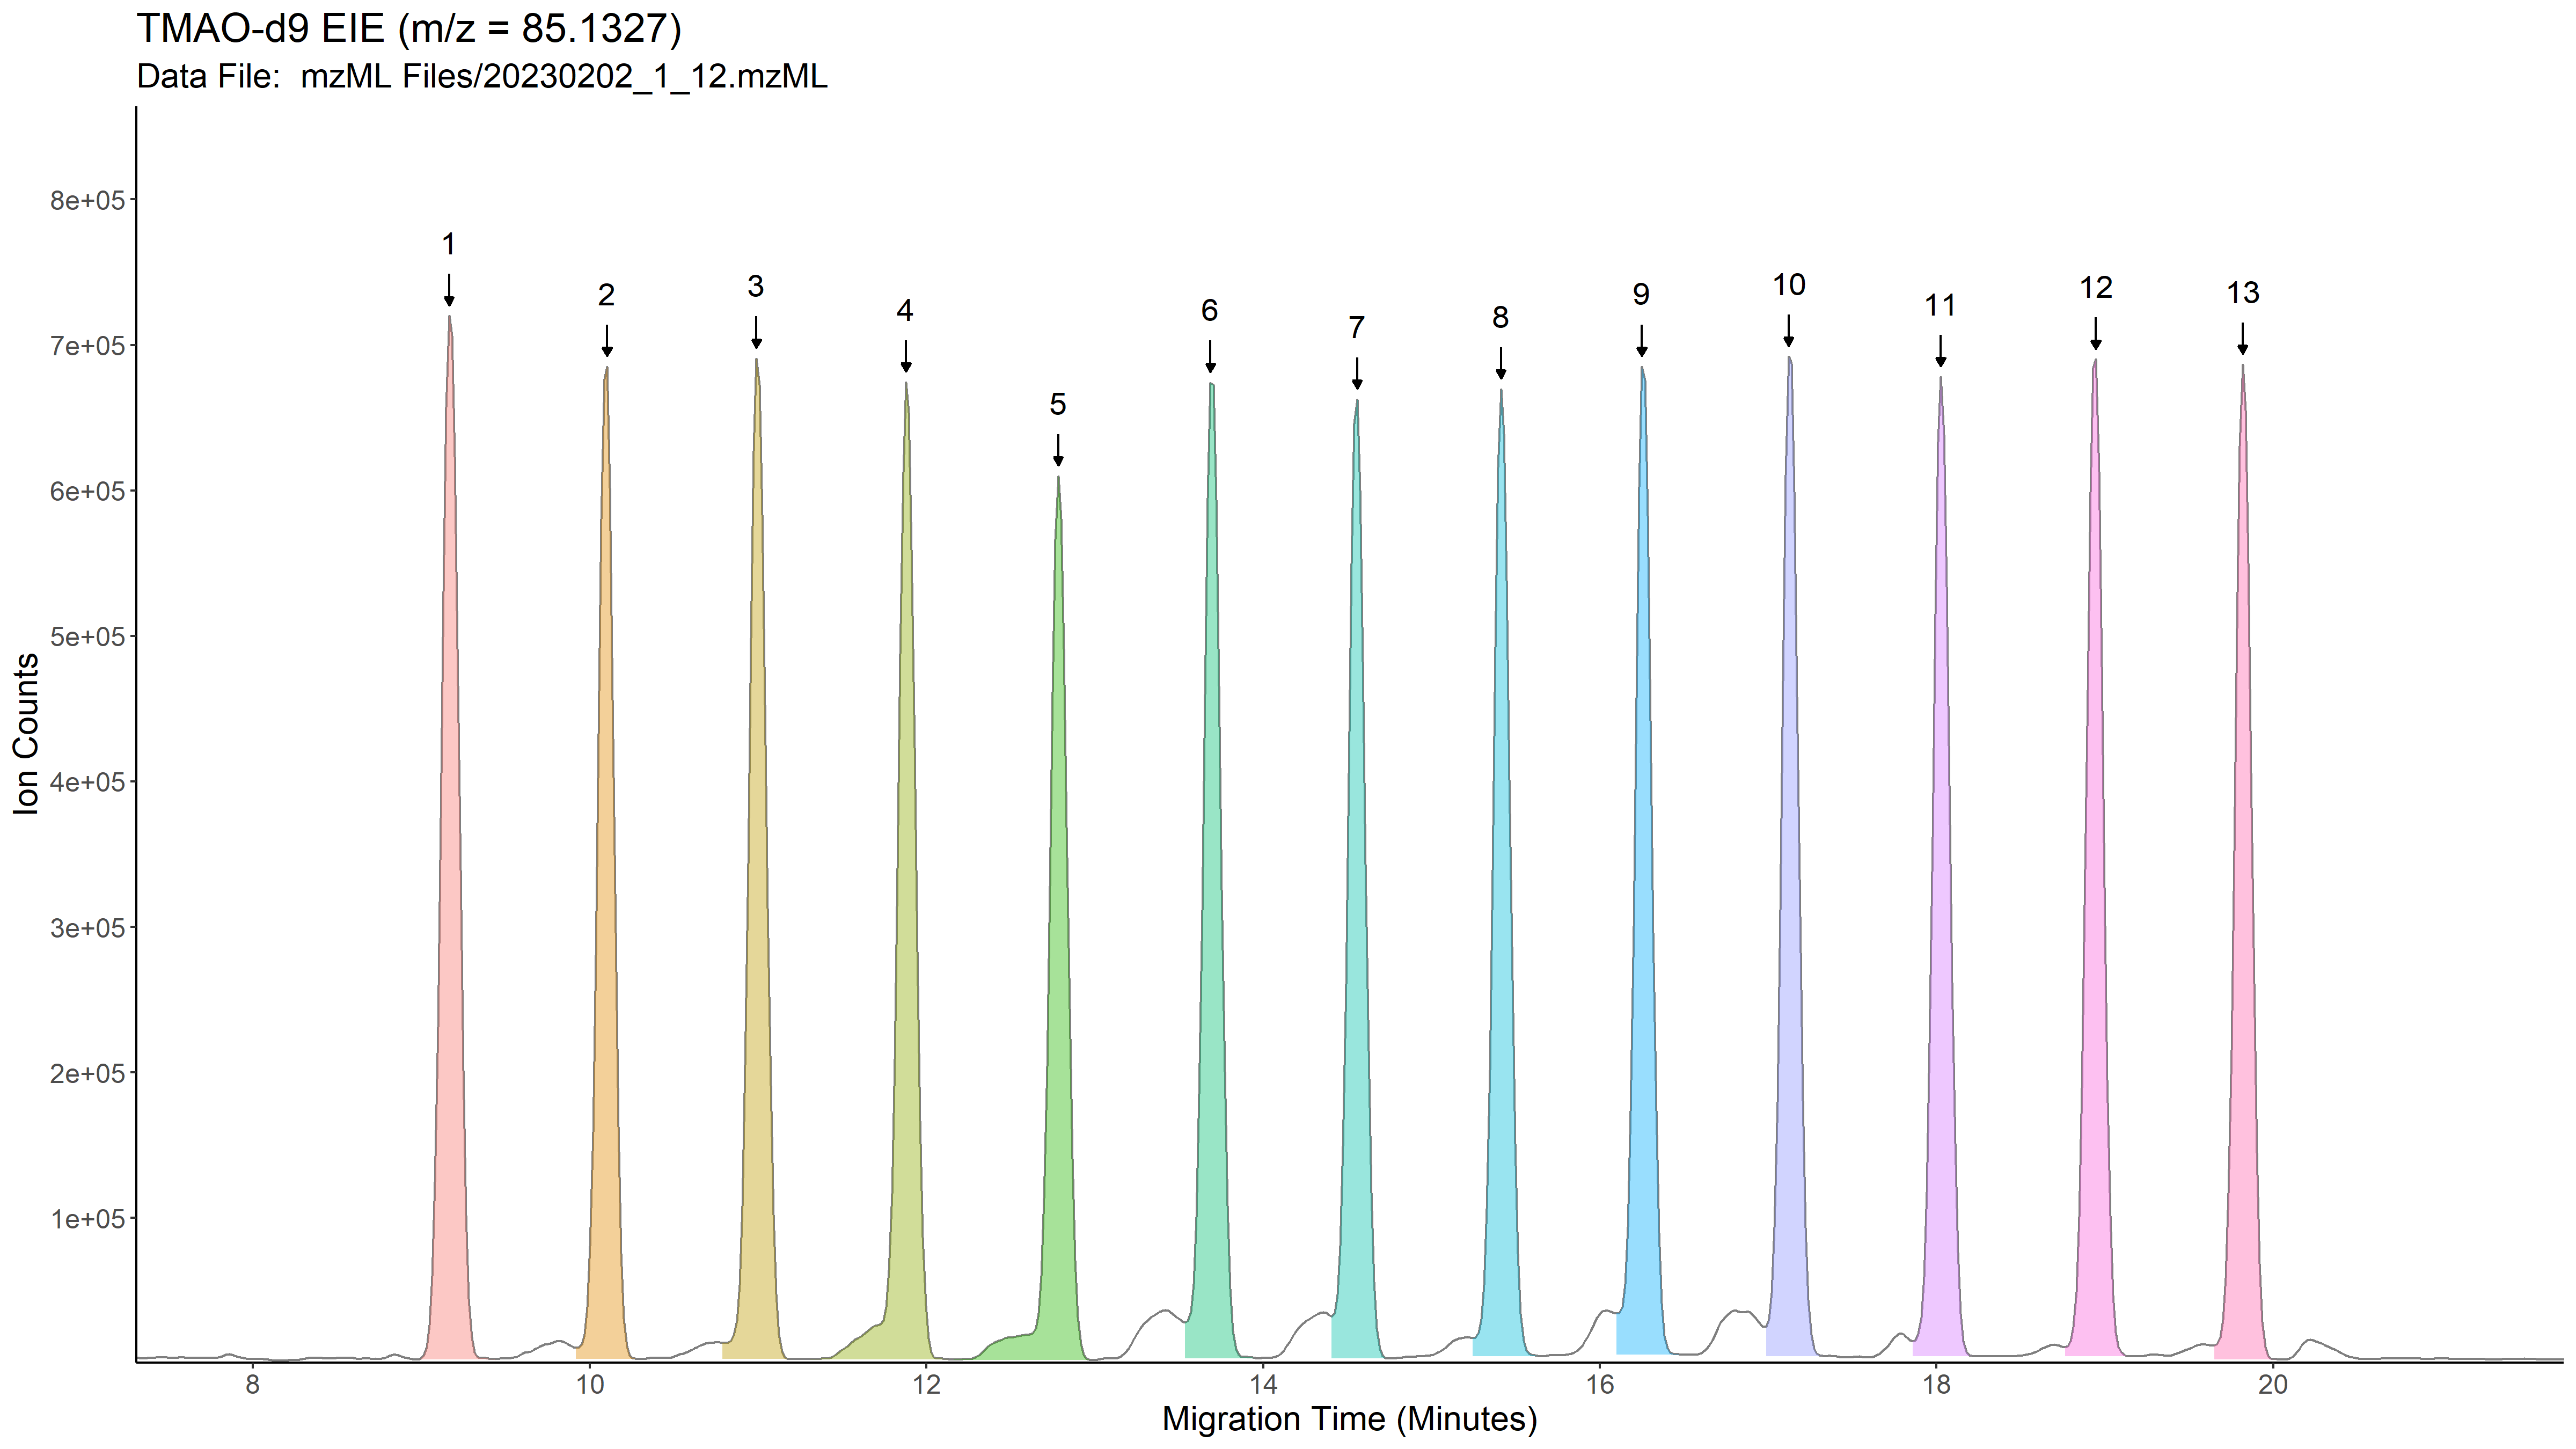 TMAO-d9 EIE (m/z = 85.1327)
Data File:  mzML Files/20230202_1_12.mzML
8e+05
7e+05
6e+05
5e+05
4e+05
3e+05
2e+05
1e+05
Ion Counts
1
2
3
4
5
6
7
8
9
10
11
12
13
8
10
12
14
16
18
20
Migration Time (Minutes)